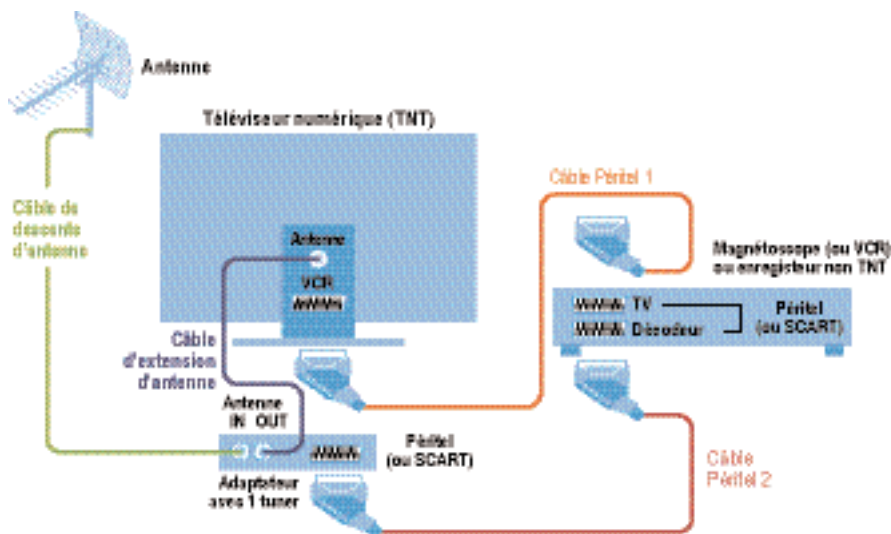 Antenne
Téléviseur numérique (TNT)
Câble Péritel 1
Câble de
descente
d'antenne
Antenne
VCR
Magnétoscope (ou VCR)
ou enregistreur non TNT
TV
Décodeur
Péritel
(ou SCART)
Câble
d'extension
d'antenne
Antenne
IN OUT
Péritel
(ou SCART)
Adaptateur
avec 1 tuner
Câble
Péritel 2